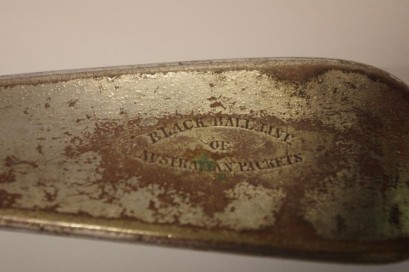 BLACK BALL LINE
OF
AUSTRALIAN PACKETS